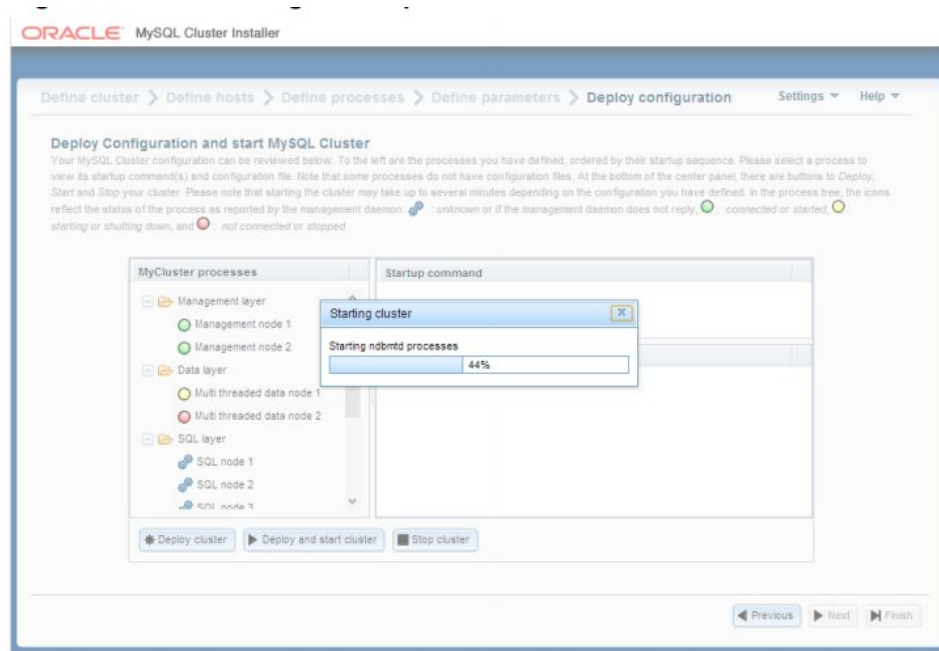 ORACLE MySQL Cluster Installer
Define cluster Define hosts Define processes Define parameters Deploy configuration Settings Help
Deploy Configuration and start MySQL Cluster
Your MySQL Cluster configuration can be reviewed below. To the left are the processes you have defined, ordered by their startup sequence. Please select a process to
view its startup command(s) and configuration file. Note that some processes do not have configuration files. At the bottom of the center panel, there are buttons to Deploy,
Start and Stop your cluster. Please note that starting the cluster may take up to several minutes depending on the configuration you have defined. In the process tree, the icons
reflect the status of the process as reported by the management daemon: : unknown or if the management daemon does not reply, : connected or started, :
starting or shutting down, and : not connected or stopped
MyCluster processes
Startup command
Management layer
Management node 1
Management node 2
Data layer
Multi threaded data node 1
Multi threaded data node 2
SQL layer
SQL node 1
SQL node 2
SQL node 3
Starting cluster
X
Starting ndbmtd processes
44%
Deploy cluster Deploy and start cluster Stop cluster
Previous Next Finish